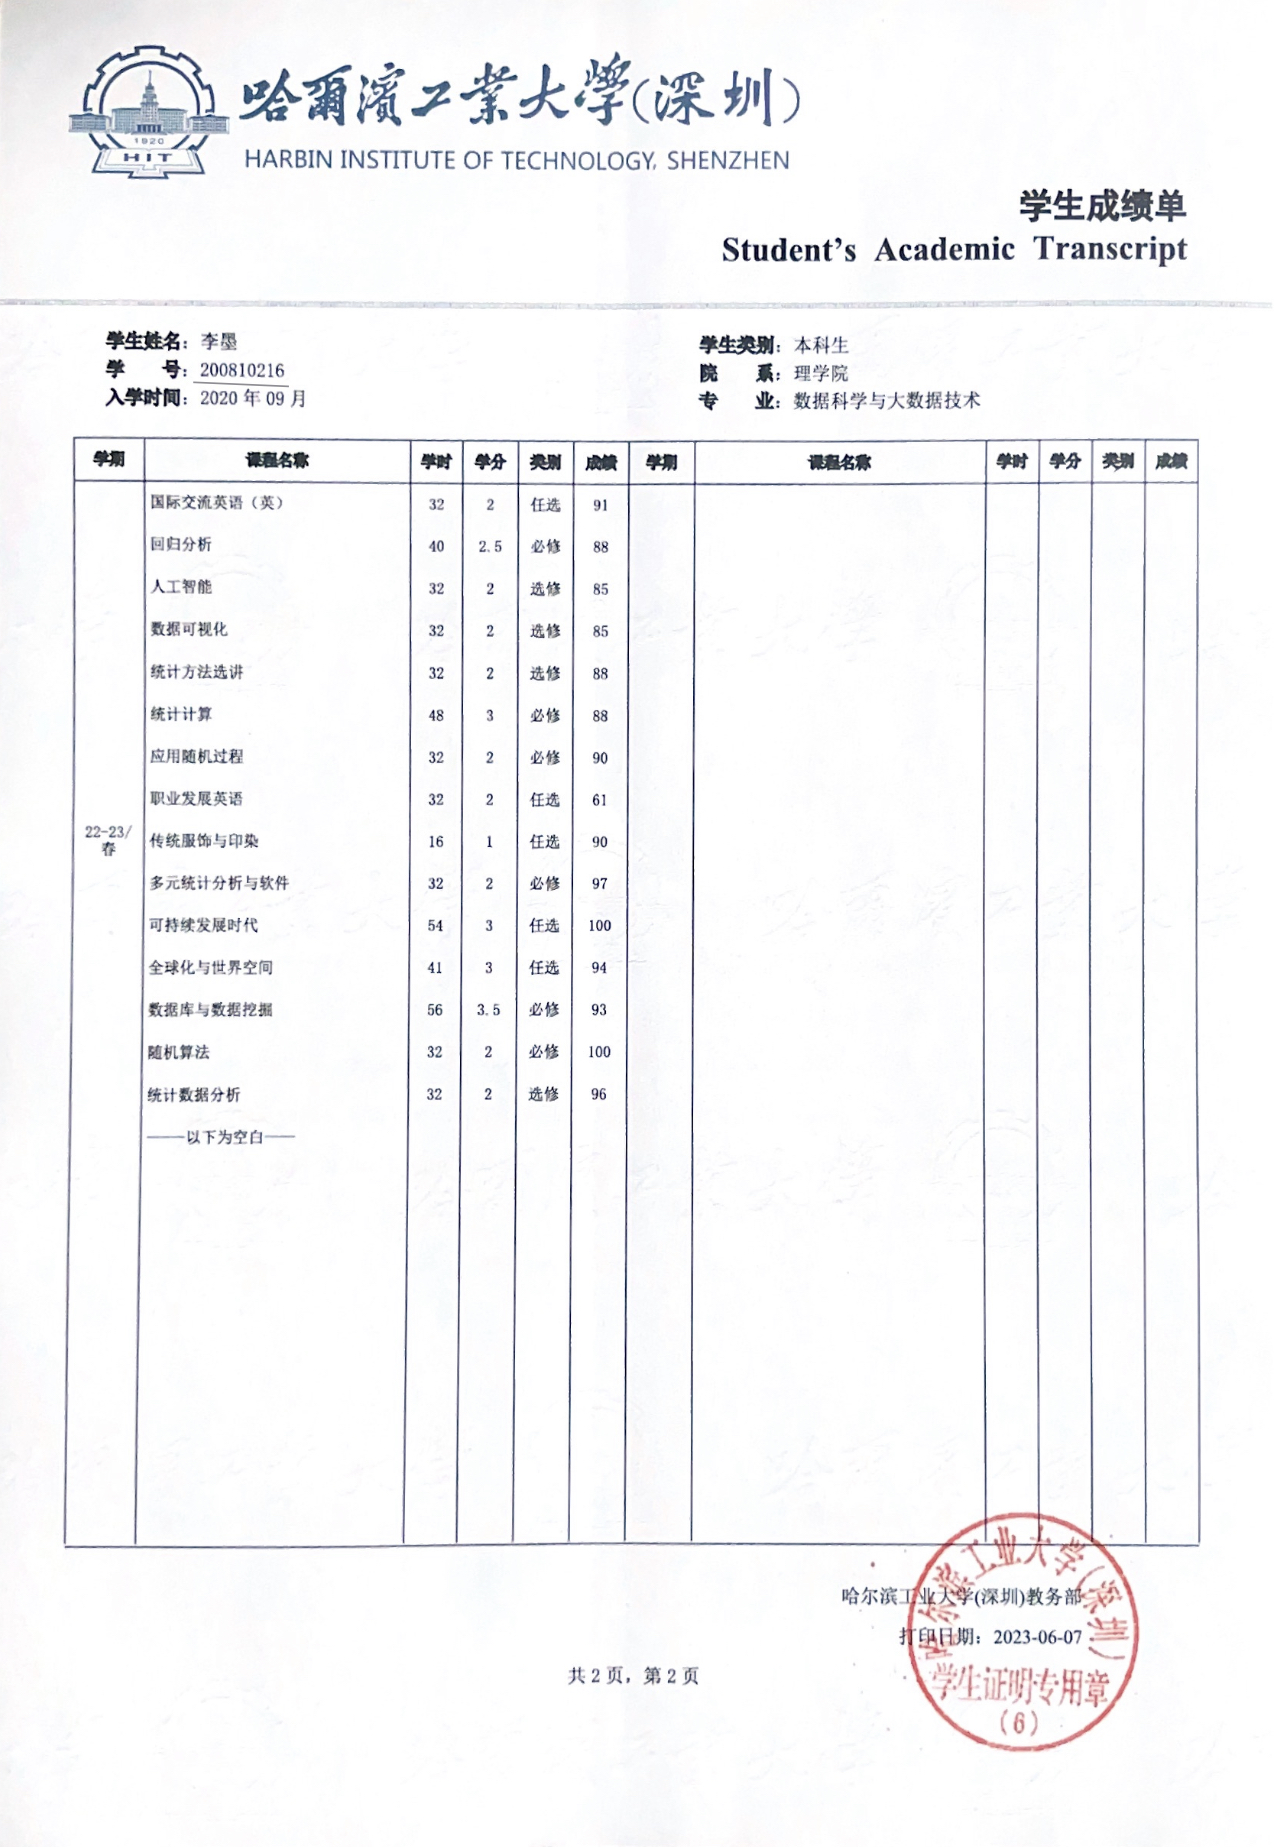 哈爾濱工業大學(深圳)
HARBIN INSTITUTE OF TECHNOLOGY, SHENZHEN
1920
HIT
学生成绩单
Student's Academic Transcript
学生姓名：李墨
学 号：200810216
入学时间：2020 年 09 月
学生类别：本科生
院 系：理学院
专 业：数据科学与大数据技术
学期 课程名称 学时 学分 类别 成绩 学期 课程名称 学时 学分 类别 成绩
国际交流英语（英） 32 2 任选 91
回归分析 40 2.5 必修 88
人工智能 32 2 选修 85
数据可视化 32 2 选修 85
统计方法选讲 32 2 选修 88
统计计算 48 3 必修 88
应用随机过程 32 2 必修 90
职业发展英语 32 2 任选 61
22-23/
春
传统服饰与印染 16 1 任选 90
多元统计分析与软件 32 2 必修 97
可持续发展时代 54 3 任选 100
全球化与世界空间 41 3 任选 94
数据库与数据挖掘 56 3.5 必修 93
随机算法 32 2 必修 100
统计数据分析 32 2 选修 96
——以下为空白——
哈尔滨工业大学(深圳)教务部
打印日期：2023-06-07
共 2 页，第 2 页
哈尔滨工业大学(深圳)
学生证明专用章
(6)